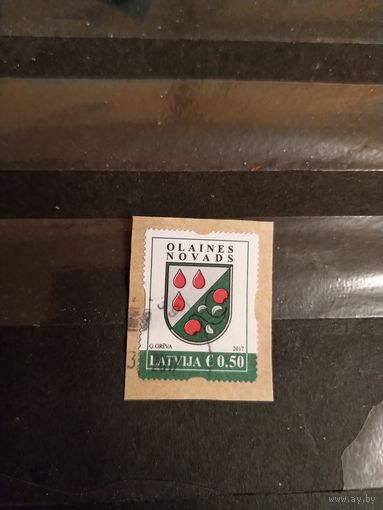 OLAINES
NOVADS
G.GRĪVA 2017
LATVIJA € 0.50
www.ay.by